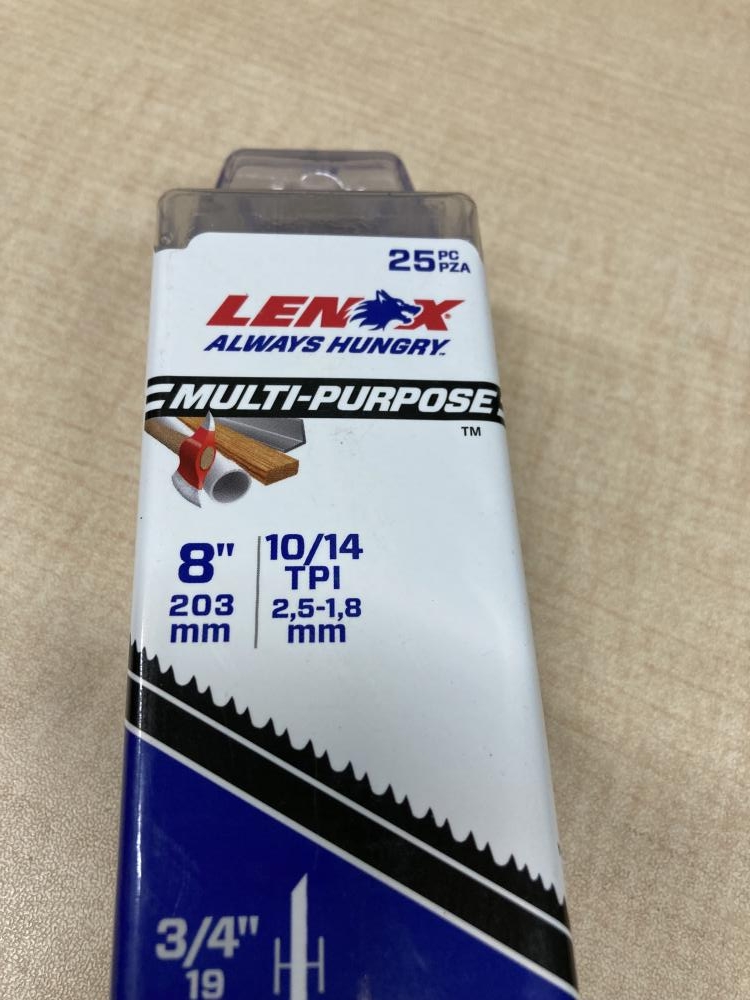 25 PC
PZA
LENOX
ALWAYS HUNGRY™
MULTI-PURPOSE
TM
8"
203
mm
10/14
TPI
2,5-1,8
mm
3/4"
19